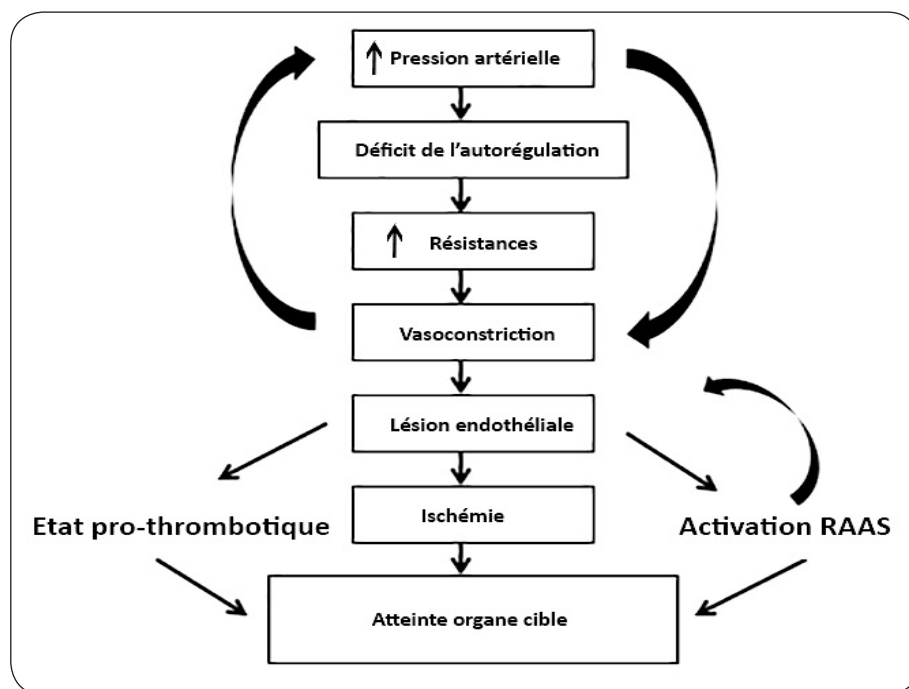 Pression artérielle
Déficit de l'autorégulation
Résistances
Vasoconstriction
Lésion endothéliale
Etat pro-thrombotique
Ischémie
Activation RAAS
Atteinte organe cible